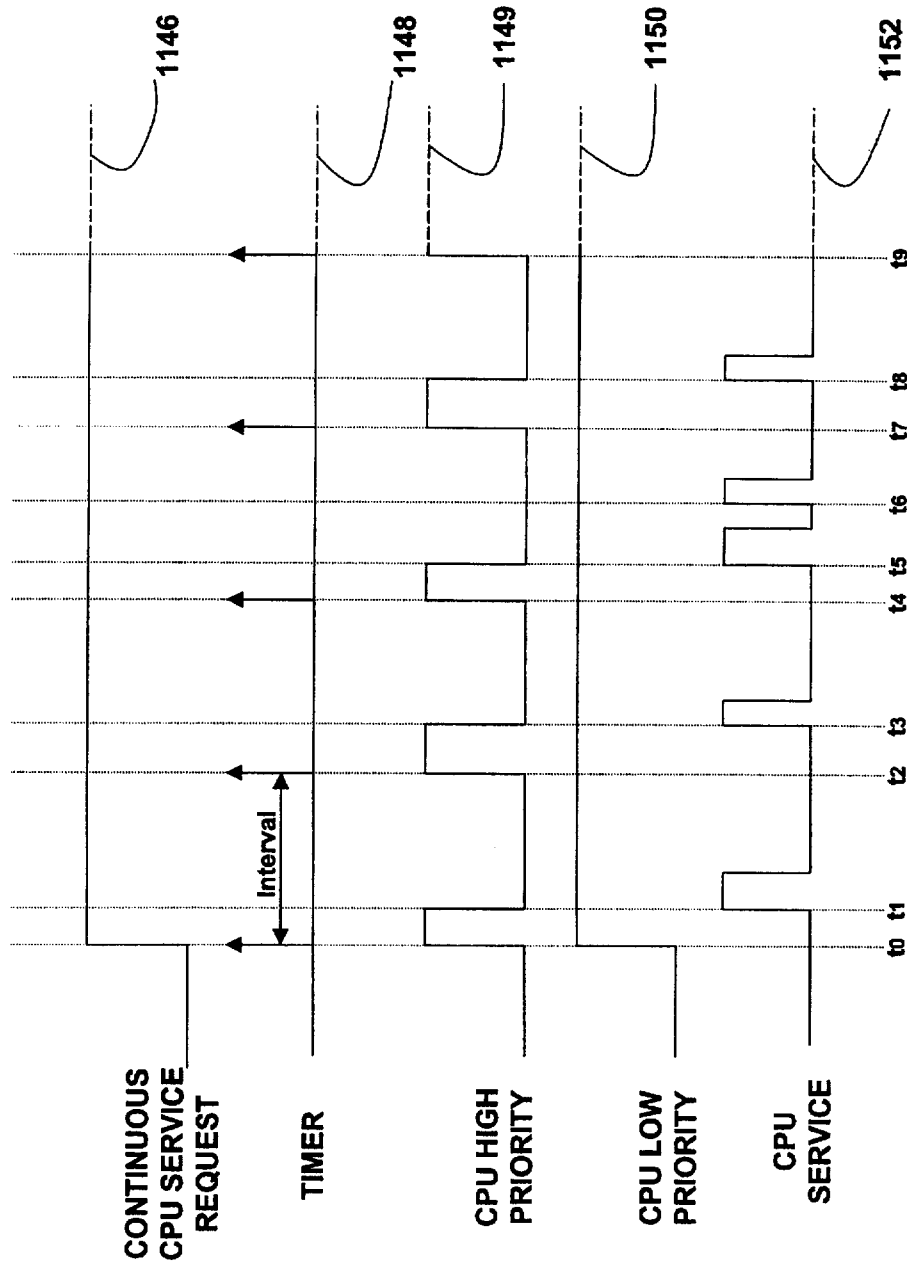 CONTINUOUS
CPU SERVICE
REQUEST
1146
TIMER
Interval
1148
CPU HIGH
PRIORITY
1149
CPU LOW
PRIORITY
1150
CPU
SERVICE
1152
t0
t1
t2
t3
t4
t5
t6
t7
t8
t9